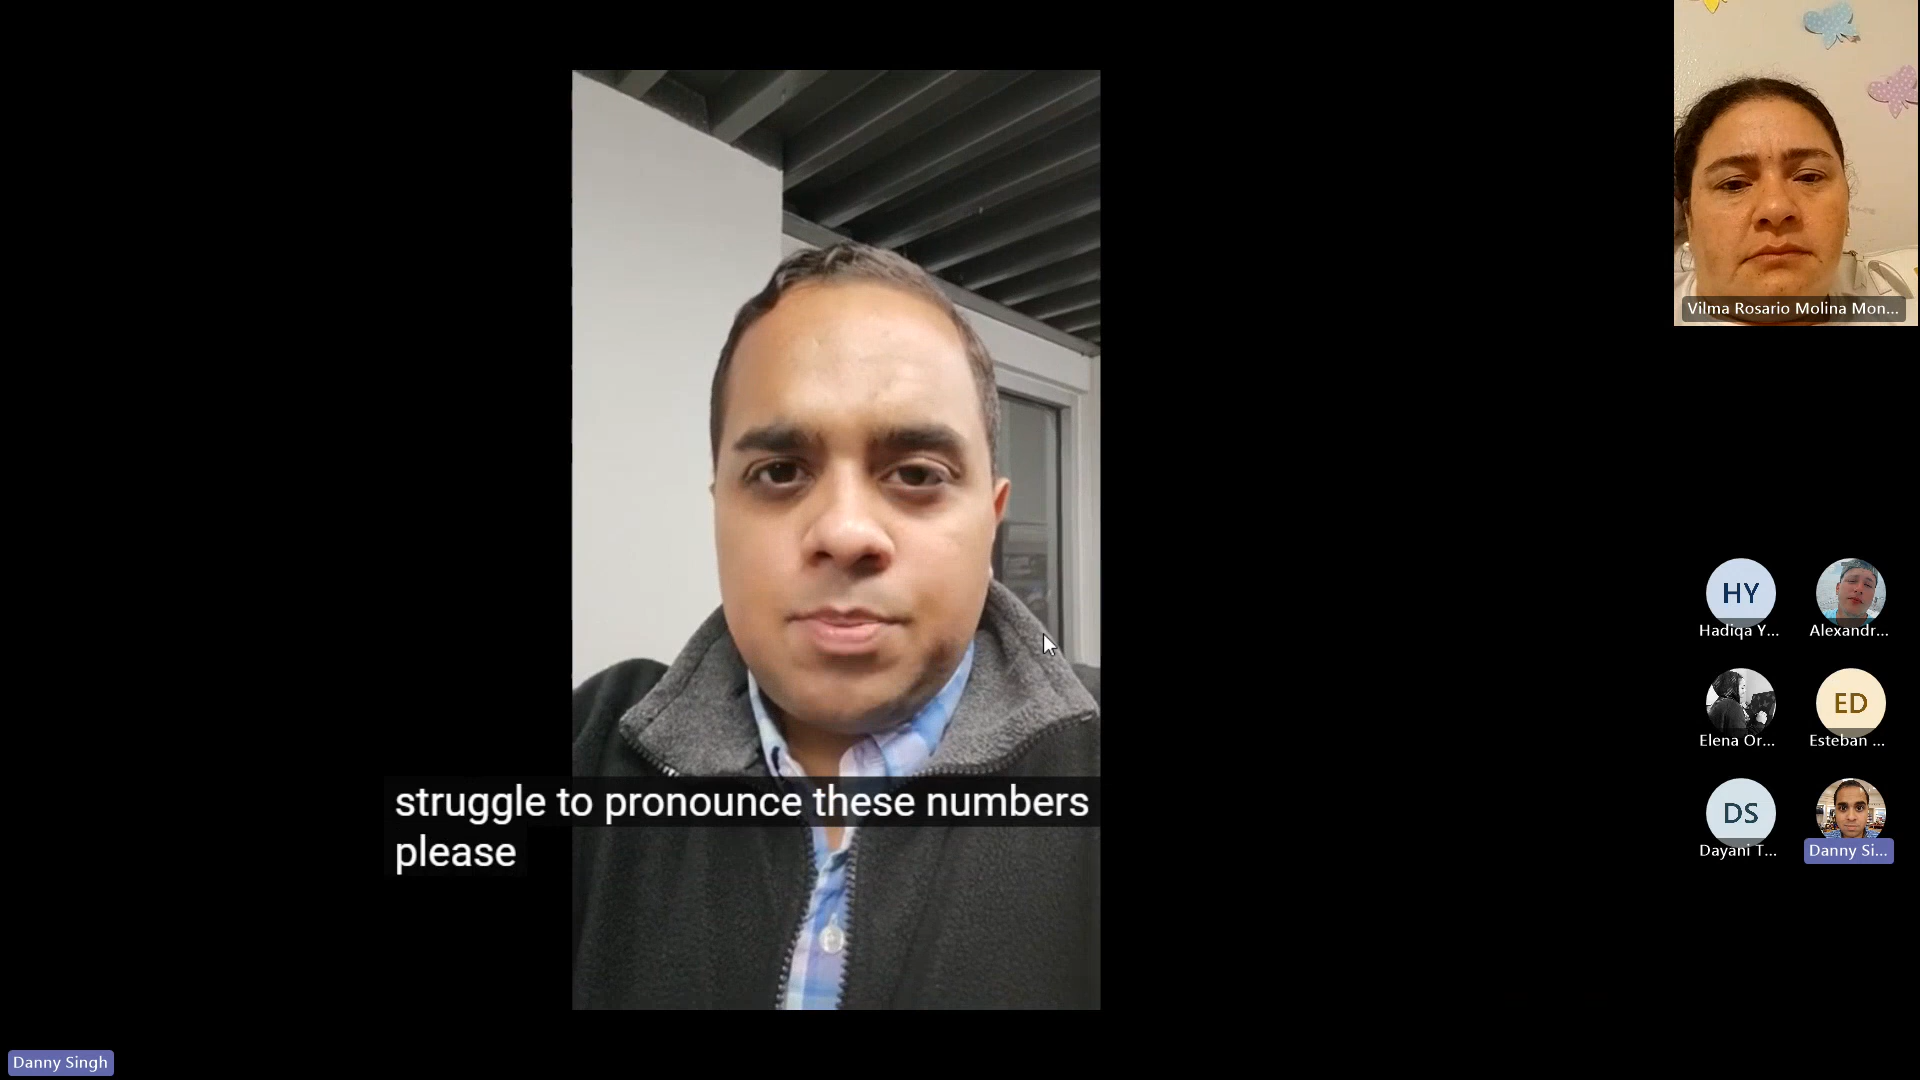 Vilma Rosario Molina Mon...
HY
Hadiqa Y...
Alexandr...
Elena Or...
ED
Esteban ...
DS
Dayani T...
Danny Si...
struggle to pronounce these numbers
please
Danny Singh